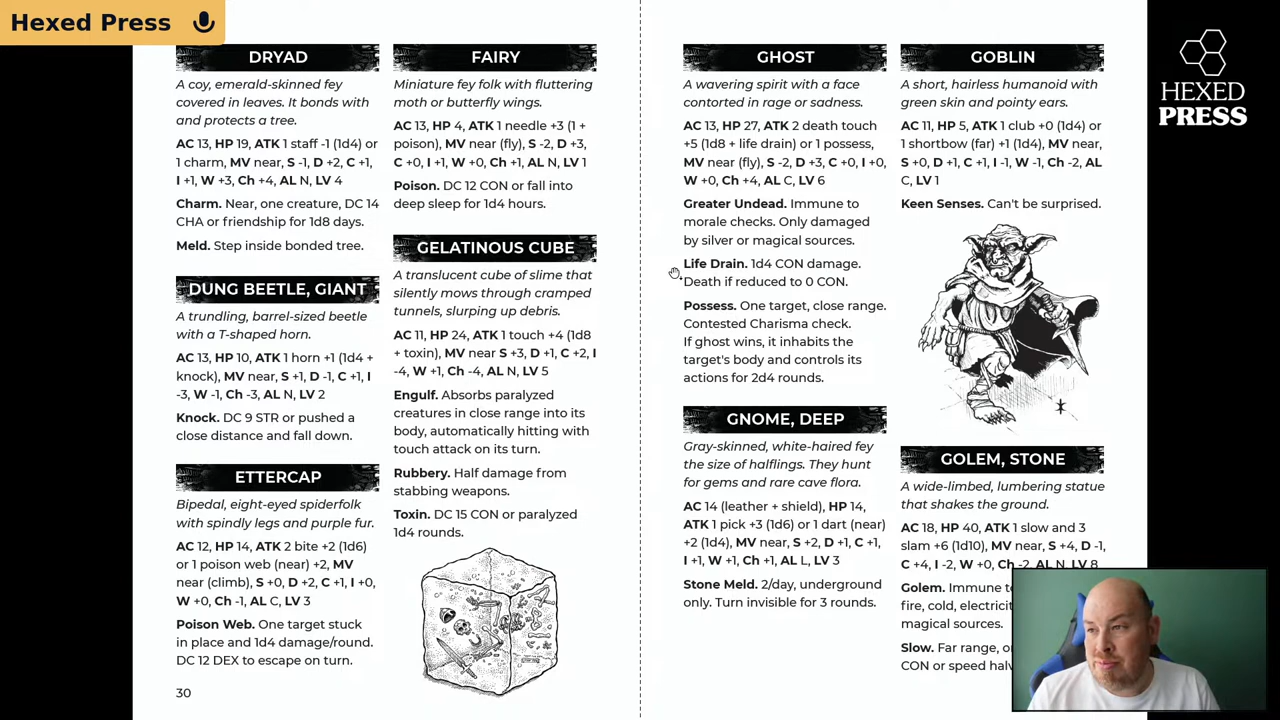 Hexed Press
HEXED
PRESS
DRYAD
A coy, emerald-skinned fey
covered in leaves. It bonds with
and protects a tree.
AC 13, HP 19, ATK 1 staff -1 (1d4) or
1 charm, MV near, S -1, D +2, C +1,
I +1, W +3, Ch +4, AL N, LV 4
Charm. Near, one creature, DC 14
CHA or friendship for 1d8 days.
Meld. Step inside bonded tree.
DUNG BEETLE, GIANT
A trundling, barrel-sized beetle
with a T-shaped horn.
AC 13, HP 10, ATK 1 horn +1 (1d4 +
knock), MV near, S +1, D -1, C +1, I
-3, W -1, Ch -3, AL N, LV 2
Knock. DC 9 STR or pushed a
close distance and fall down.
ETTERCAP
Bipedal, eight-eyed spiderfolk
with spindly legs and purple fur.
AC 12, HP 14, ATK 2 bite +2 (1d6)
or 1 poison web (near) +2, MV
near (climb), S +0, D +2, C +1, I +0,
W +0, Ch -1, AL C, LV 3
Poison Web. One target stuck
in place and 1d4 damage/round.
DC 12 DEX to escape on turn.
30
FAIRY
Miniature fey folk with fluttering
moth or butterfly wings.
AC 13, HP 4, ATK 1 needle +3 (1 +
poison), MV near (fly), S -2, D +3,
C +0, I +1, W +0, Ch +1, AL N, LV 1
Poison. DC 12 CON or fall into
deep sleep for 1d4 hours.
GELATINOUS CUBE
A translucent cube of slime that
silently mows through cramped
tunnels, slurping up debris.
AC 11, HP 24, ATK 1 touch +4 (1d8
+ toxin), MV near S +3, D +1, C +2, I
-4, W +1, Ch -4, AL N, LV 5
Engulf. Absorbs paralyzed
creatures in close range into its
body, automatically hitting with
touch attack on its turn.
Rubbery. Half damage from
stabbing weapons.
Toxin. DC 15 CON or paralyzed
1d4 rounds.
GHOST
A wavering spirit with a face
contorted in rage or sadness.
AC 13, HP 27, ATK 2 death touch
+5 (1d8 + life drain) or 1 possess,
MV near (fly), S -2, D +3, C +0, I +0,
W +0, Ch +4, AL C, LV 6
Greater Undead. Immune to
morale checks. Only damaged
by silver or magical sources.
Life Drain. 1d4 CON damage.
Death if reduced to 0 CON.
Possess. One target, close range.
Contested Charisma check.
If ghost wins, it inhabits the
target's body and controls its
actions for 2d4 rounds.
GNOME, DEEP
Gray-skinned, white-haired fey
the size of halflings. They hunt
for gems and rare cave flora.
AC 14 (leather + shield), HP 14,
ATK 1 pick +3 (1d6) or 1 dart (near)
+2 (1d4), MV near, S +2, D +1, C +1,
I +1, W +1, Ch +1, AL L, LV 3
Stone Meld. 2/day, underground
only. Turn invisible for 3 rounds.
GOBLIN
A short, hairless humanoid with
green skin and pointy ears.
AC 11, HP 5, ATK 1 club +0 (1d4) or
1 shortbow (far) +1 (1d4), MV near,
S +0, D +1, C +1, I -1, W -1, Ch -2, AL
C, LV 1
Keen Senses. Can't be surprised.
GOLEM, STONE
A wide-limbed, lumbering statue
that shakes the ground.
AC 18, HP 40, ATK 1 slow and 3
slam +6 (1d10), MV near, S +4, D -1,
C +4, I -2, W +0, Ch -2, AL N, LV 8
Golem. Immune
fire, cold,
magical sources.
Slow. Far range,
CON or speed